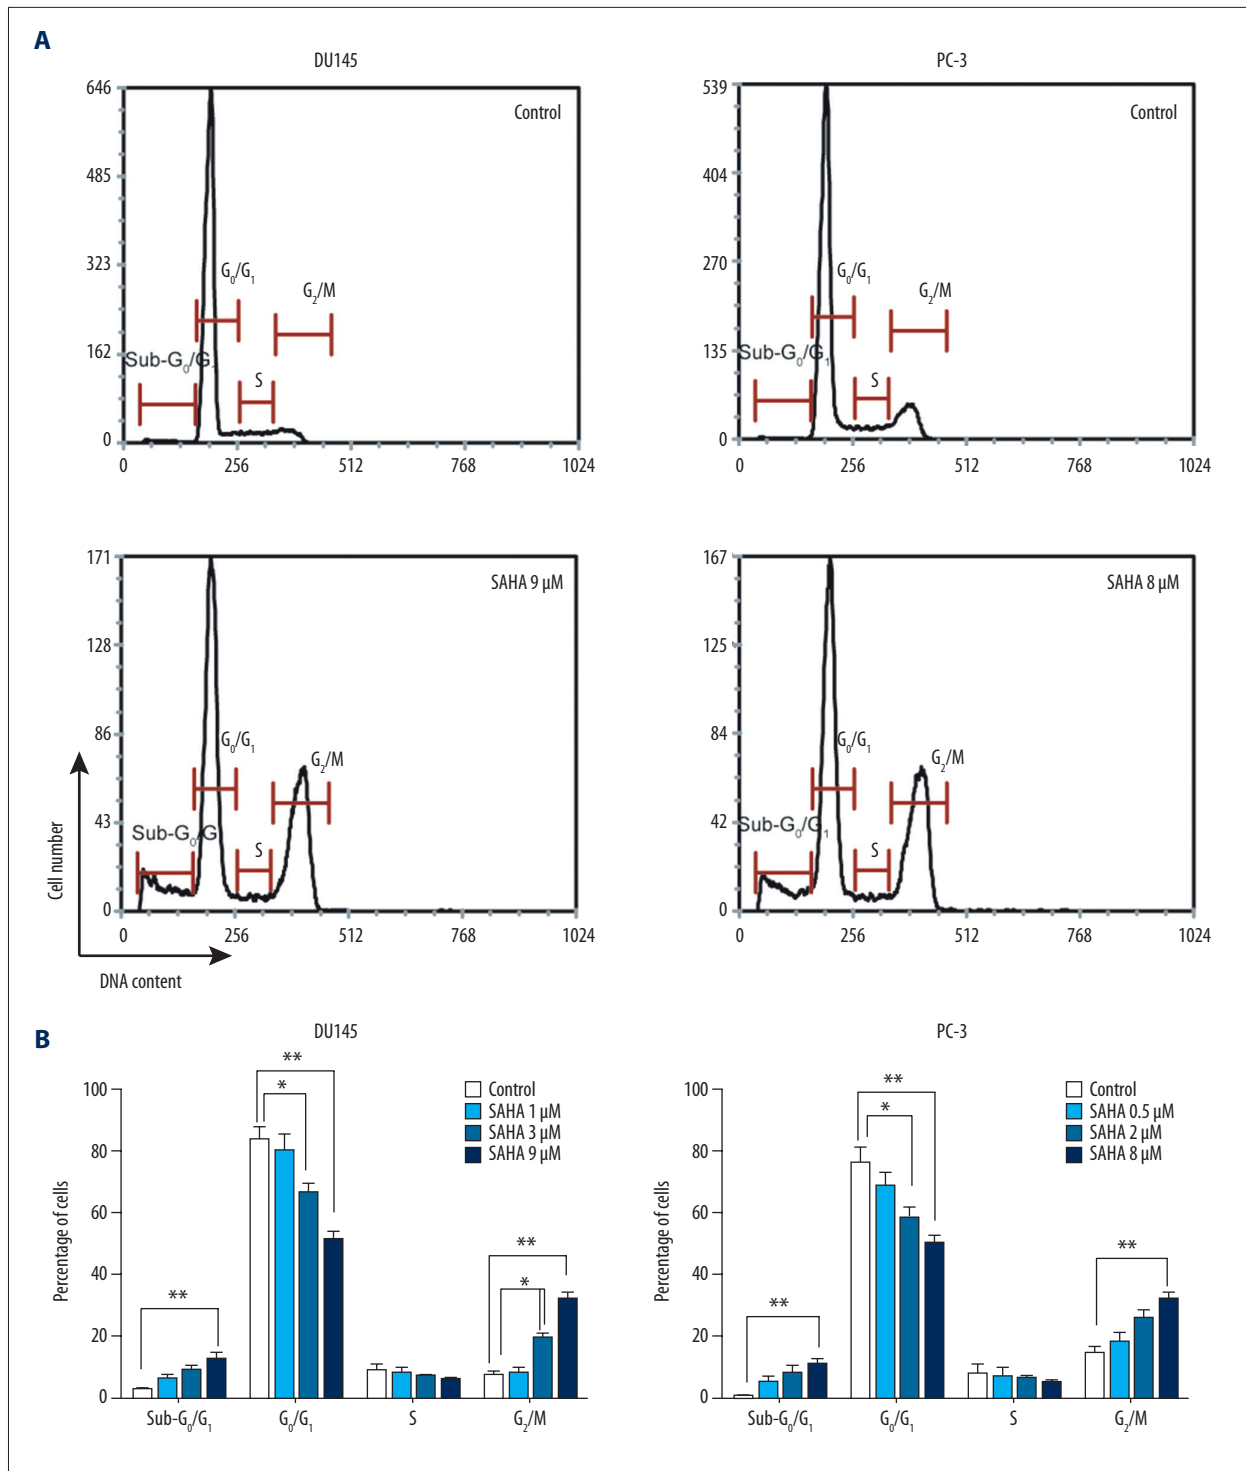 A
DU145
646
485
323
162
0
Control
G₀/G₁
G₂/M
Sub-G₀/G
S
0 256 512 768 1024
PC-3
539
404
270
135
0
Control
G₀/G₁
G₂/M
Sub-G₀/G₁
S
0 256 512 768 1024
171
128
86
43
0
SAHA 9 µM
G₀/G₁
G₂/M
Sub-G₀/G
S
0 256 512 768 1024
Cell number
DNA content
167
125
84
42
0
SAHA 8 µM
G₀/G₁
G₂/M
Sub-G₀/G₁
S
0 256 512 768 1024
B
DU145
Percentage of cells
100
80
60
40
20
0
**
**
*
**
*
Control
SAHA 1 µM
SAHA 3 µM
SAHA 9 µM
Sub-G₀/G₁ G₀/G₁ S G₂/M
PC-3
Percentage of cells
100
80
60
40
20
0
**
**
*
**
Control
SAHA 0.5 µM
SAHA 2 µM
SAHA 8 µM
Sub-G₀/G₁ G₀/G₁ S G₂/M